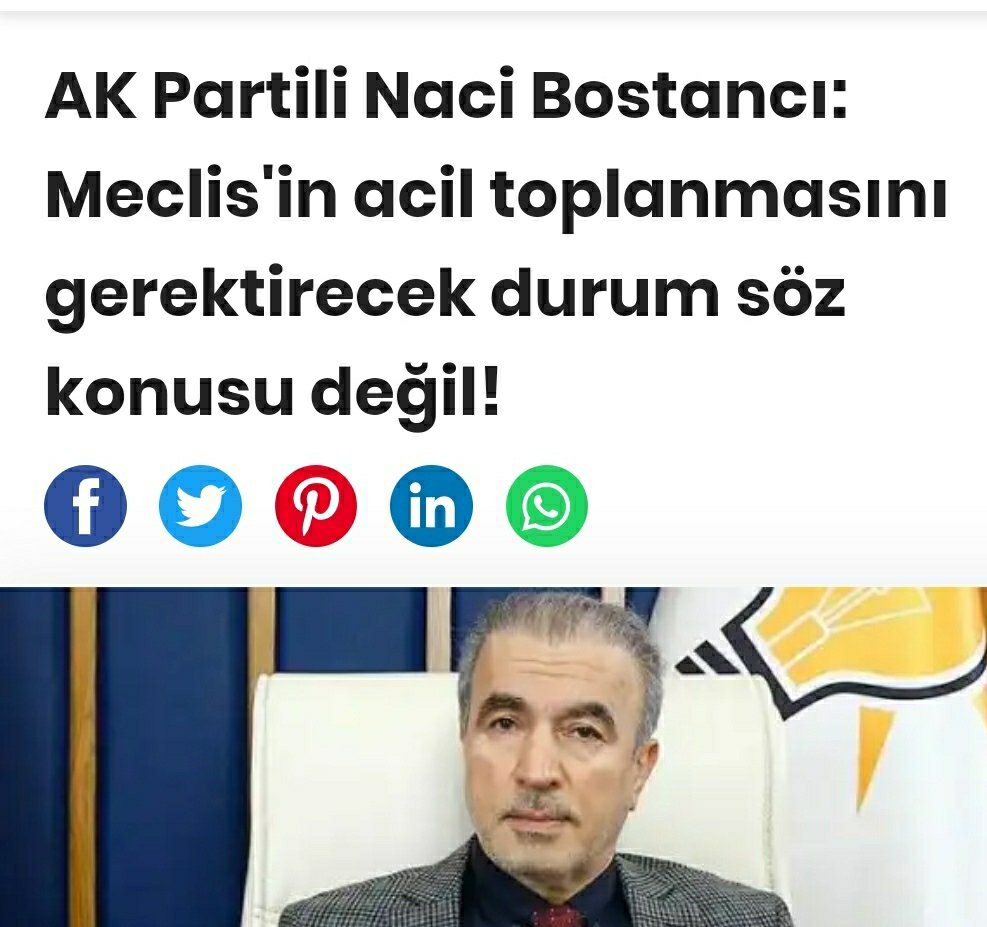 AK Partili Naci Bostancı:
Meclis'in acil toplanmasını
gerektirecek durum söz
konusu değil!